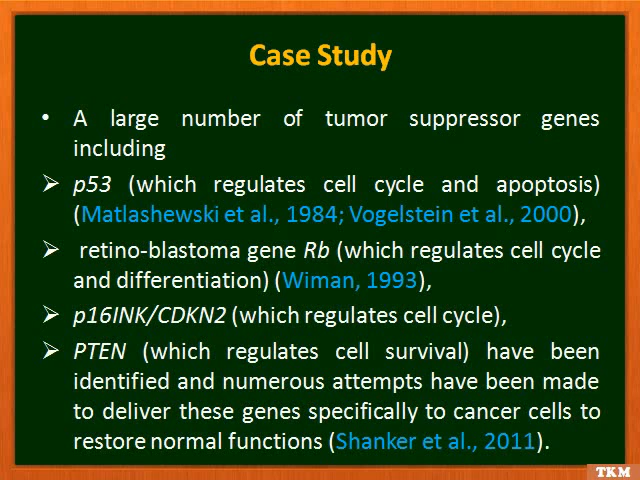 Case Study
• A large number of tumor suppressor genes
including
➢ p53 (which regulates cell cycle and apoptosis)
(Matlashewski et al., 1984; Vogelstein et al., 2000),
➢ retino-blastoma gene Rb (which regulates cell cycle
and differentiation) (Wiman, 1993),
➢ p16INK/CDKN2 (which regulates cell cycle),
➢ PTEN (which regulates cell survival) have been
identified and numerous attempts have been made
to deliver these genes specifically to cancer cells to
restore normal functions (Shanker et al., 2011).
TKM